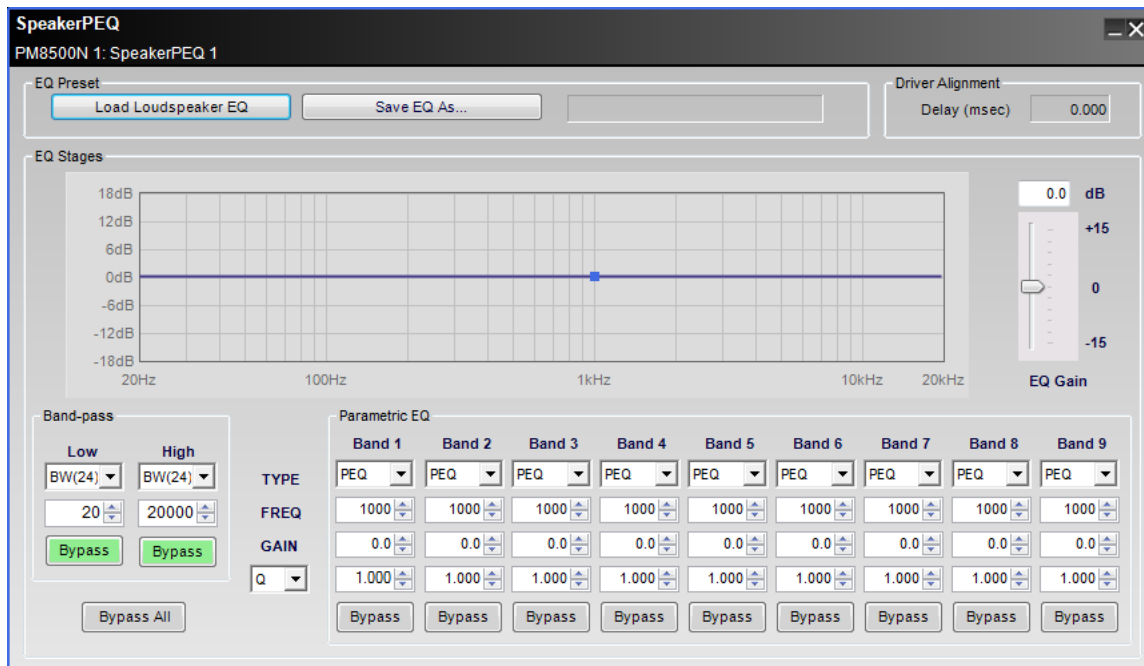 SpeakerPEQ
PM8500N 1: SpeakerPEQ 1
EQ Preset
Load Loudspeaker EQ
Save EQ As...
Driver Alignment
Delay (msec) 0.000
EQ Stages
18dB
12dB
6dB
0dB
-6dB
-12dB
-18dB
20Hz 100Hz 1kHz 10kHz 20kHz
0.0 dB
+15
0
-15
EQ Gain
Band-pass
Low High
BW(24) BW(24)
20 20000
Bypass Bypass
Bypass All
Parametric EQ
Band 1 Band 2 Band 3 Band 4 Band 5 Band 6 Band 7 Band 8 Band 9
TYPE PEQ PEQ PEQ PEQ PEQ PEQ PEQ PEQ PEQ
FREQ 1000 1000 1000 1000 1000 1000 1000 1000 1000
GAIN 0.0 0.0 0.0 0.0 0.0 0.0 0.0 0.0 0.0
Q 1.000 1.000 1.000 1.000 1.000 1.000 1.000 1.000 1.000
Bypass Bypass Bypass Bypass Bypass Bypass Bypass Bypass Bypass